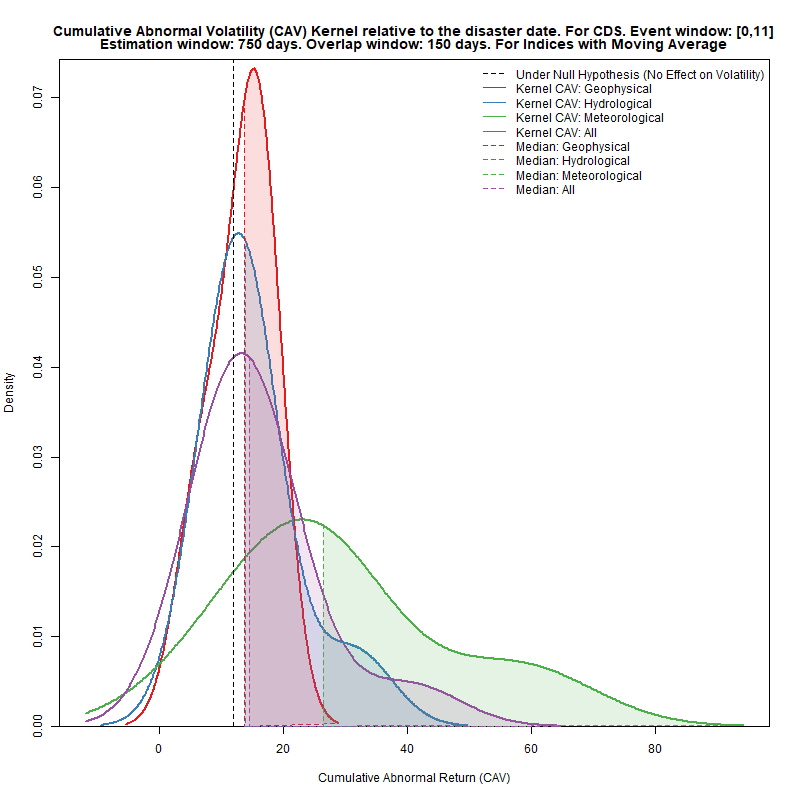 Cumulative Abnormal Volatility (CAV) Kernel relative to the disaster date. For CDS. Event window: [0,11]
Estimation window: 750 days. Overlap window: 150 days. For Indices with Moving Average
Under Null Hypothesis (No Effect on Volatility)
Kernel CAV: Geophysical
Kernel CAV: Hydrological
Kernel CAV: Meteorological
Kernel CAV: All
Median: Geophysical
Median: Hydrological
Median: Meteorological
Median: All
Density
0.07
0.06
0.05
0.04
0.03
0.02
0.01
0.00
0 20 40 60 80
Cumulative Abnormal Return (CAV)